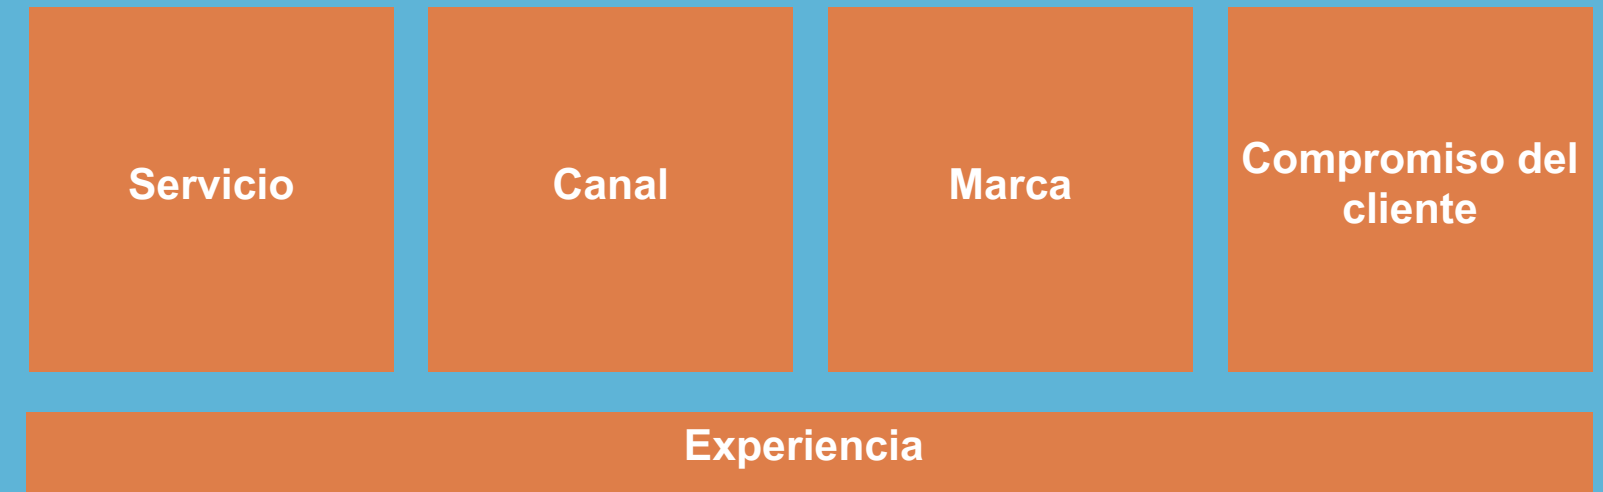 Servicio
Canal
Marca
Compromiso del
cliente
Experiencia